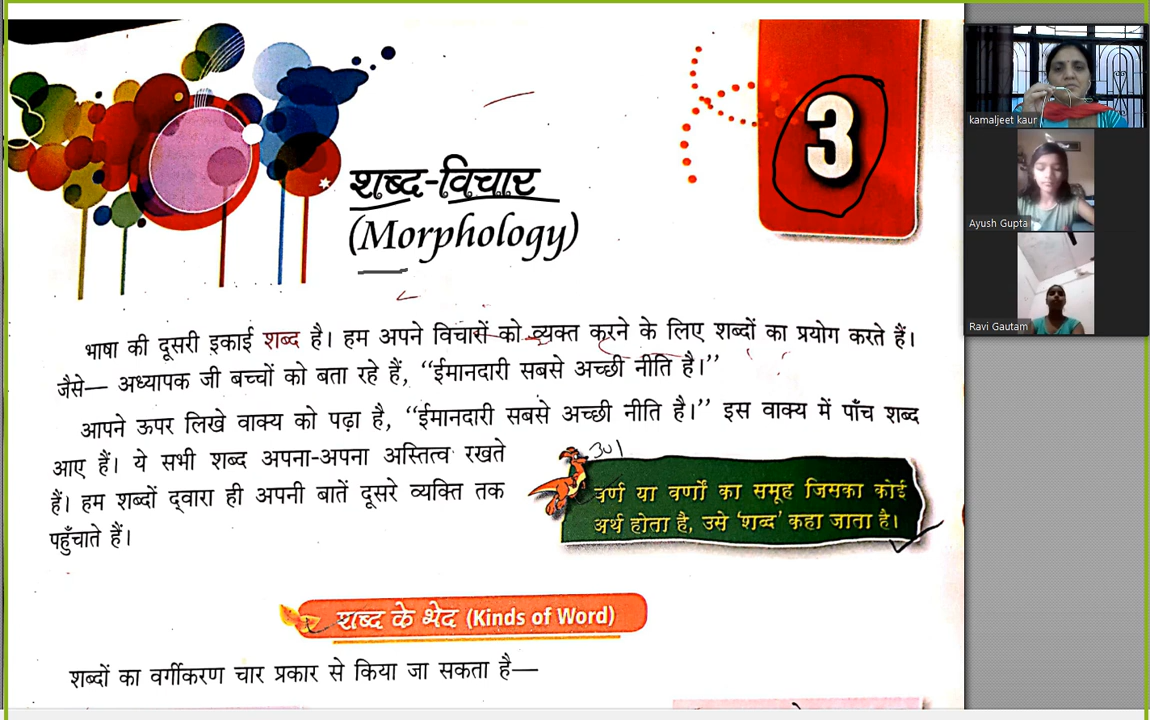 3
शब्द-विचार
(Morphology)
भाषा की दूसरी इकाई शब्द है। हम अपने विचारों को व्यक्त करने के लिए शब्दों का प्रयोग करते हैं।
जैसे— अध्यापक जी बच्चों को बता रहे हैं, ‘‘ईमानदारी सबसे अच्छी नीति है।’’
आपने ऊपर लिखे वाक्य को पढ़ा है, ‘‘ईमानदारी सबसे अच्छी नीति है।’’ इस वाक्य में पाँच शब्द
आए हैं। ये सभी शब्द अपना-अपना अस्तित्व रखते
हैं। हम शब्दों द्वारा ही अपनी बातें दूसरे व्यक्ति तक
पहुँचाते हैं।
वर्ण या वर्णों का समूह जिसका कोई
अर्थ होता है, उसे ‘शब्द’ कहा जाता है।
शब्द के भेद (Kinds of Word)
शब्दों का वर्गीकरण चार प्रकार से किया जा सकता है—
kamaljeet kaur
Ayush Gupta
Ravi Gautam